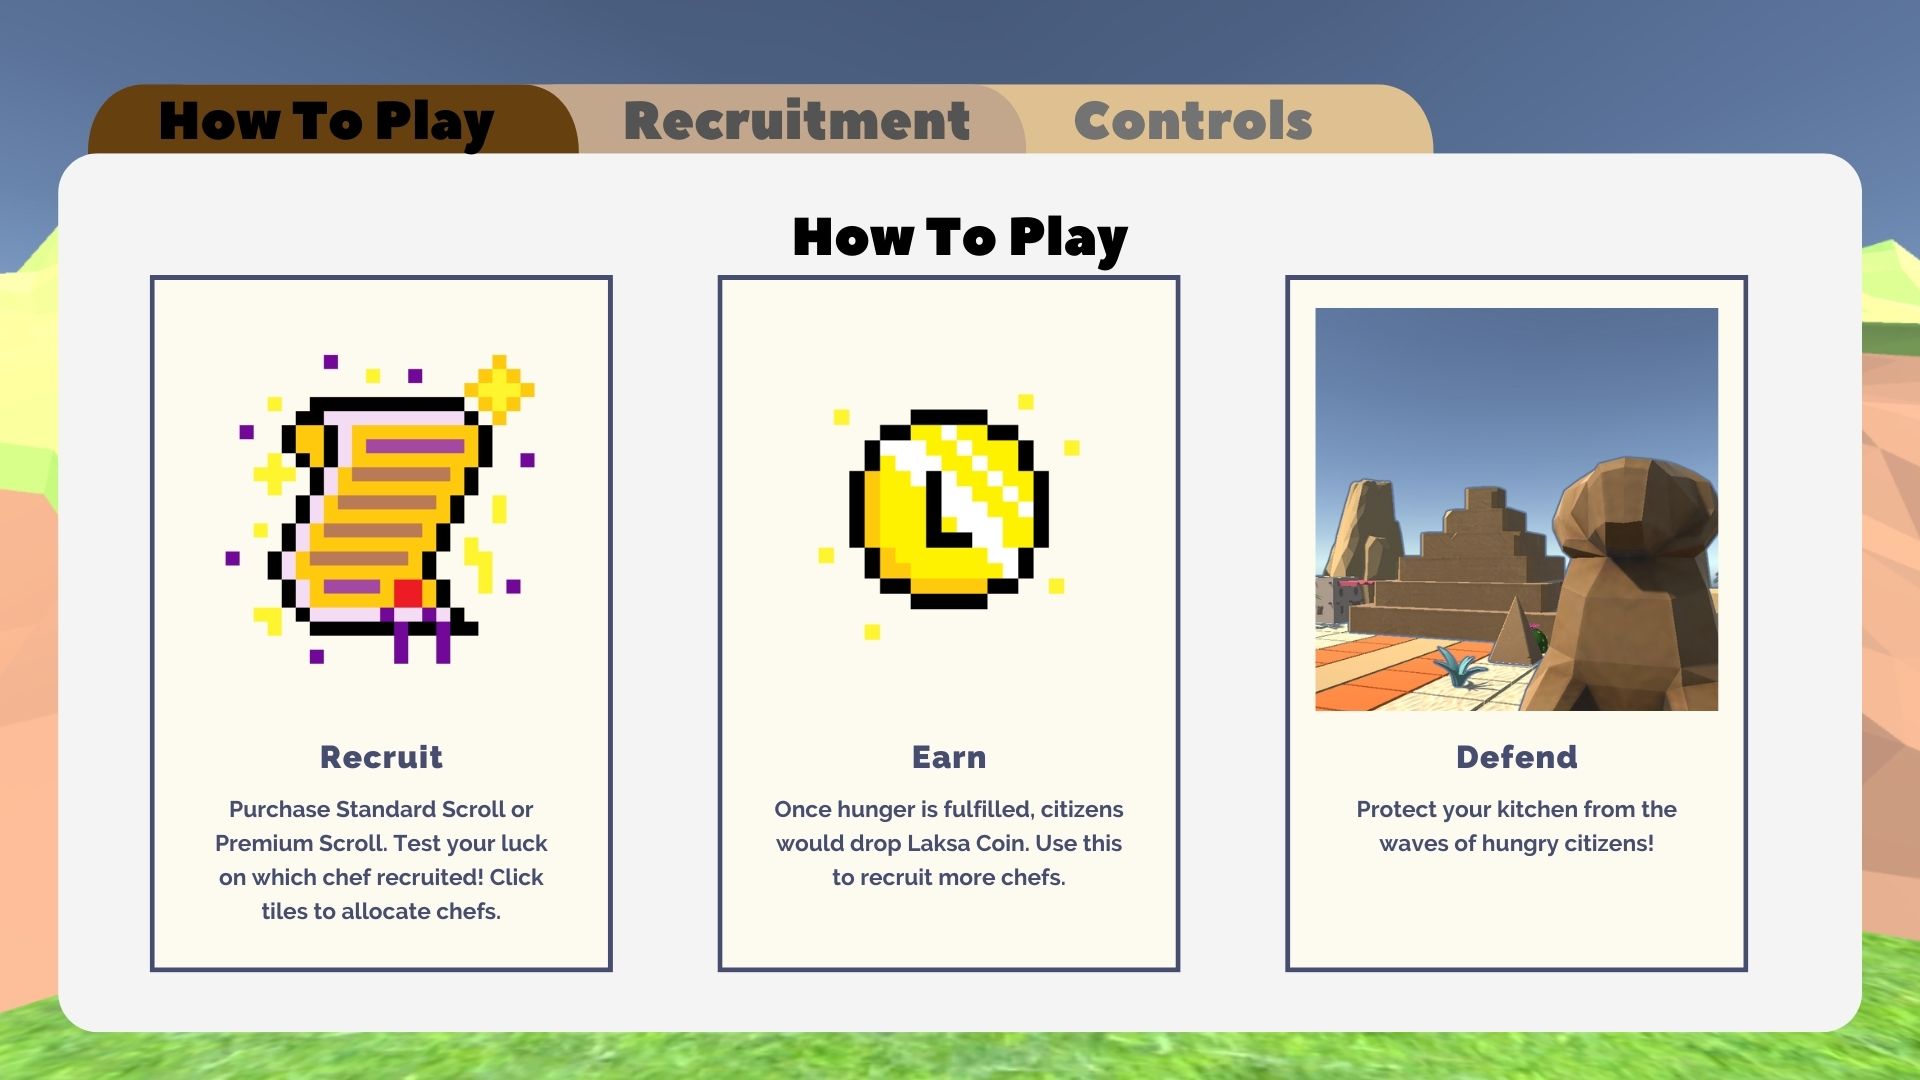 How To Play
Recruitment
Controls
How To Play
L
Recruit
Purchase Standard Scroll or
Premium Scroll. Test your luck
on which chef recruited! Click
tiles to allocate chefs.
Earn
Once hunger is fulfilled, citizens
would drop Laksa Coin. Use this
to recruit more chefs.
Defend
Protect your kitchen from the
waves of hungry citizens!